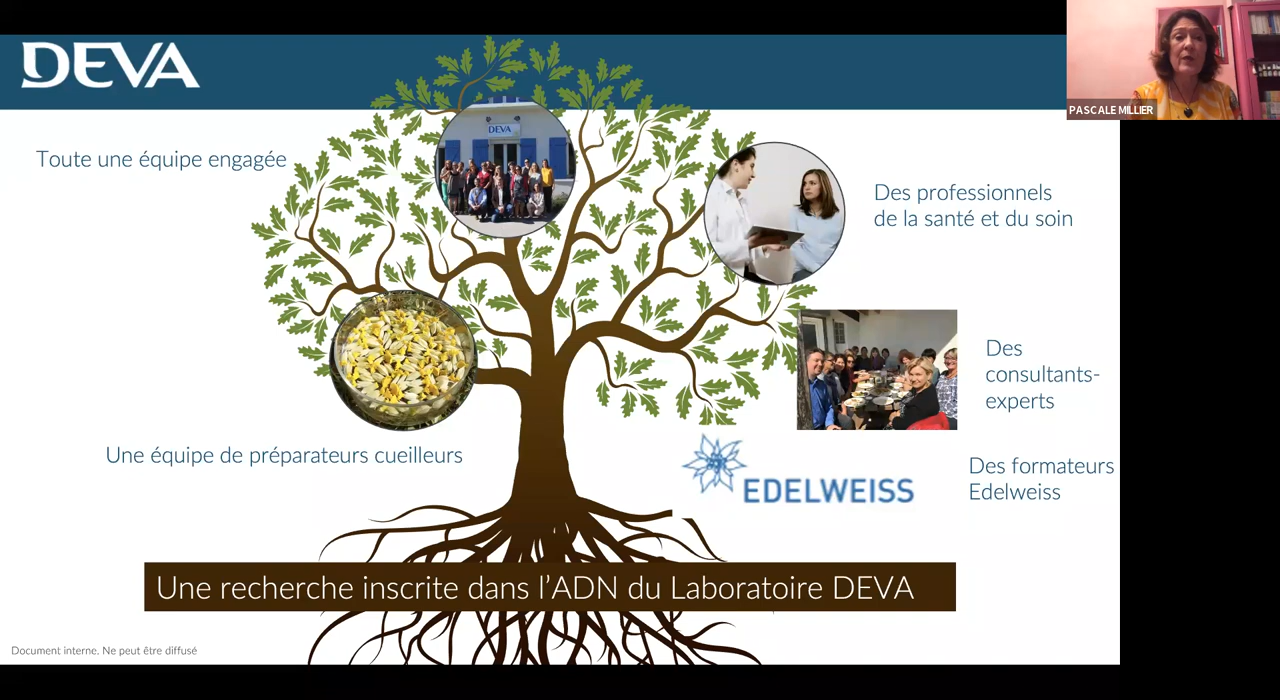 DEVA
PASCALE MILLIER
DEVA
Toute une équipe engagée
Des professionnels
de la santé et du soin
Des
consultants-
experts
Une équipe de préparateurs cueilleurs
EDELWEISS
Des formateurs
Edelweiss
Une recherche inscrite dans l'ADN du Laboratoire DEVA
Document interne. Ne peut être diffusé